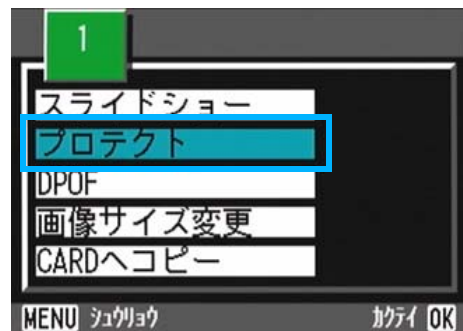 1
スライドショー
プロテクト
DPOF
画像サイズ変更
CARDへコピー
MENU ｼｭｳﾘｮｳ ｶｸﾃｲ OK